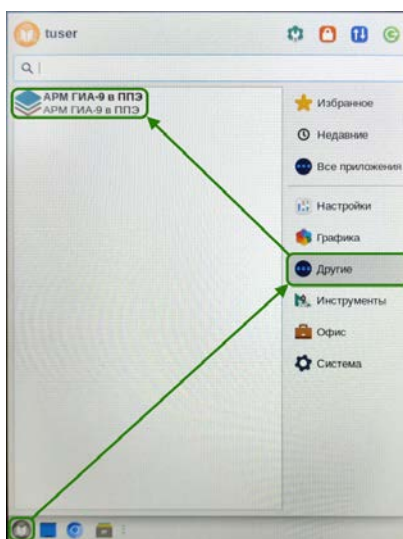 tuser
АРМ ГИА-9 в ППЭ
АРМ ГИА-9 в ППЭ
Избранное
Недавние
Все приложения
Настройки
Графика
Другие
Инструменты
Офис
Система